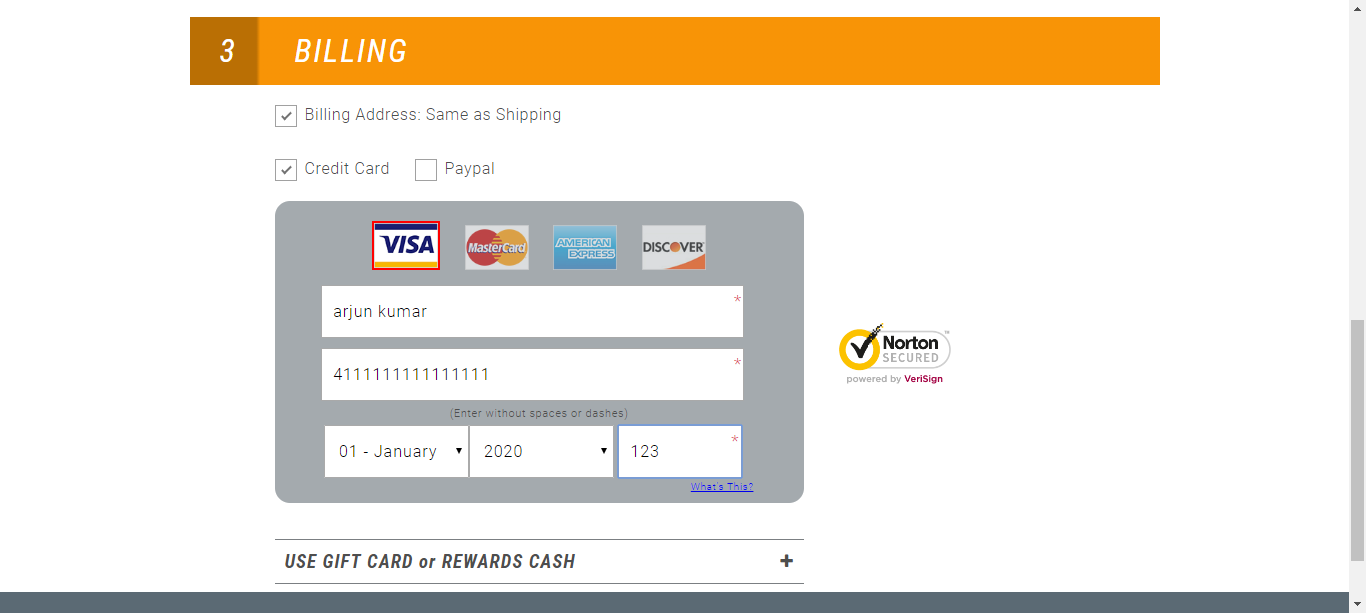 3 BILLING
Billing Address: Same as Shipping
Credit Card Paypal
VISA MasterCard AMERICAN EXPRESS DISCOVER
*
arjun kumar
*
4111111111111111
(Enter without spaces or dashes)
01 - January 2020 123 *
What's This?
Norton
SECURED
powered by VeriSign
USE GIFT CARD or REWARDS CASH +